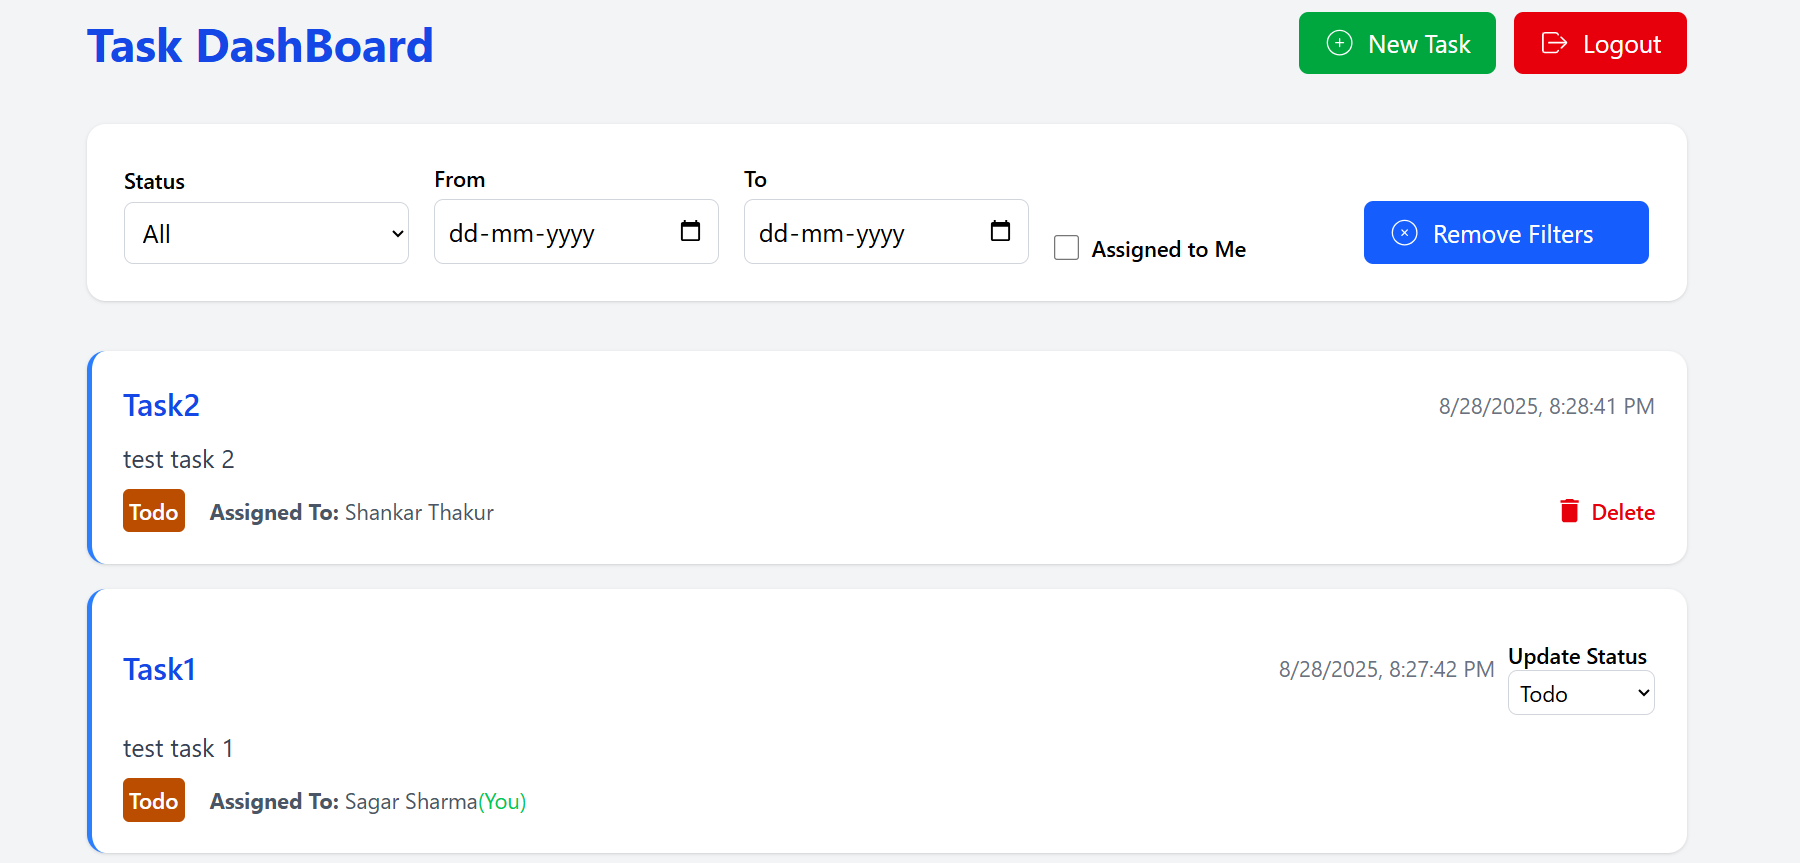 Task DashBoard
New Task
Logout
Status
From
To
All
dd-mm-yyyy
dd-mm-yyyy
Assigned to Me
Remove Filters
Task2
8/28/2025, 8:28:41 PM
test task 2
Todo
Assigned To: Shankar Thakur
Delete
Task1
8/28/2025, 8:27:42 PM
Update Status
Todo
test task 1
Todo
Assigned To: Sagar Sharma(You)